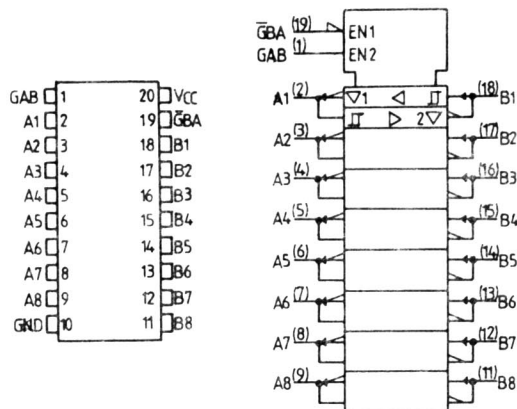 GAB 1 20 VCC
A1 2 19 G̅BA
A2 3 18 B1
A3 4 17 B2
A4 5 16 B3
A5 6 15 B4
A6 7 14 B5
A7 8 13 B6
A8 9 12 B7
GND 10 11 B8
G̅BA (19) EN1
GAB (1) EN2
A1 (2) ▽1 ◁ (18) B1
▷ 2▽
A2 (3) (17) B2
A3 (4) (16) B3
A4 (5) (15) B4
A5 (6) (14) B5
A6 (7) (13) B6
A7 (8) (12) B7
A8 (9) (11) B8